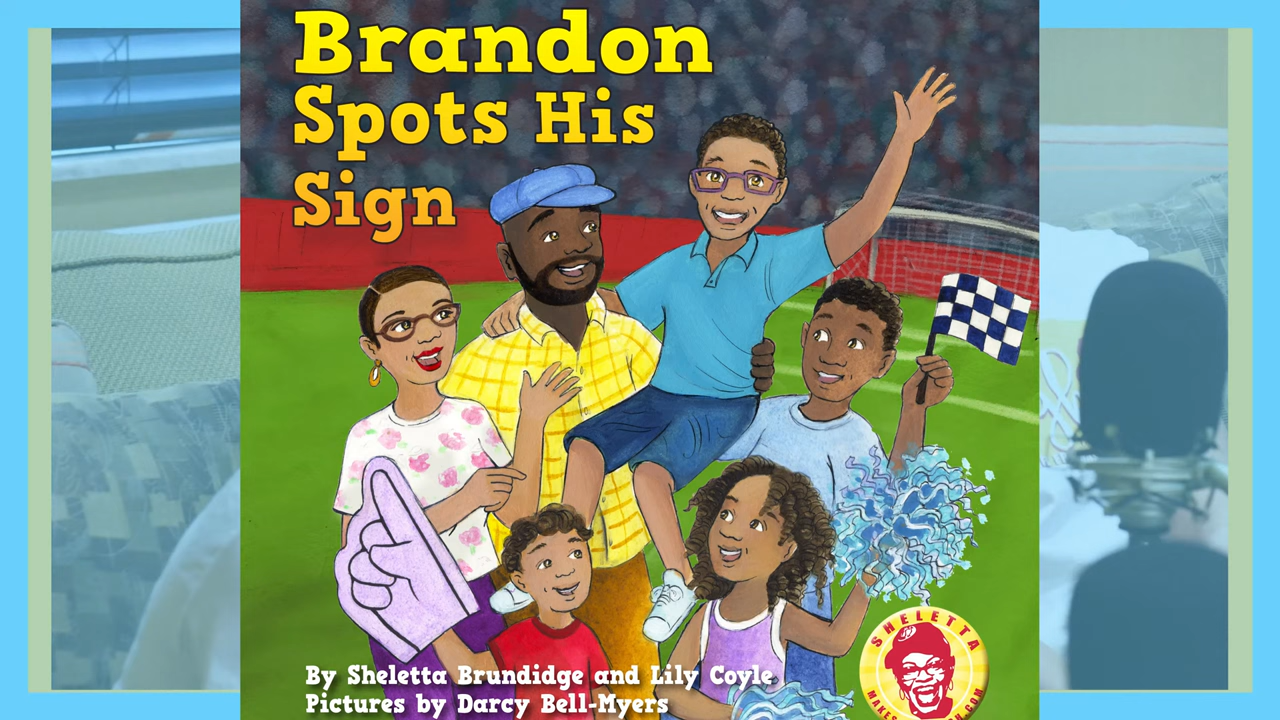 Brandon
Spots His
Sign
By Sheletta Brundidge and Lily Coyle
Pictures by Darcy Bell-Myers
SHELETTA